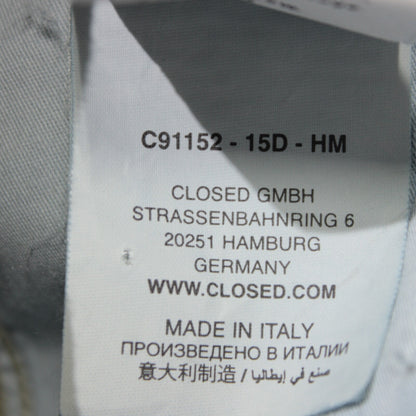 C91152 - 15D - HM
CLOSED GMBH
STRASSENBAHNRING 6
20251 HAMBURG
GERMANY
WWW.CLOSED.COM
MADE IN ITALY
ПРОИЗВЕДЕНО В ИТАЛИИ
意大利制造 / صنع في إيطاليا